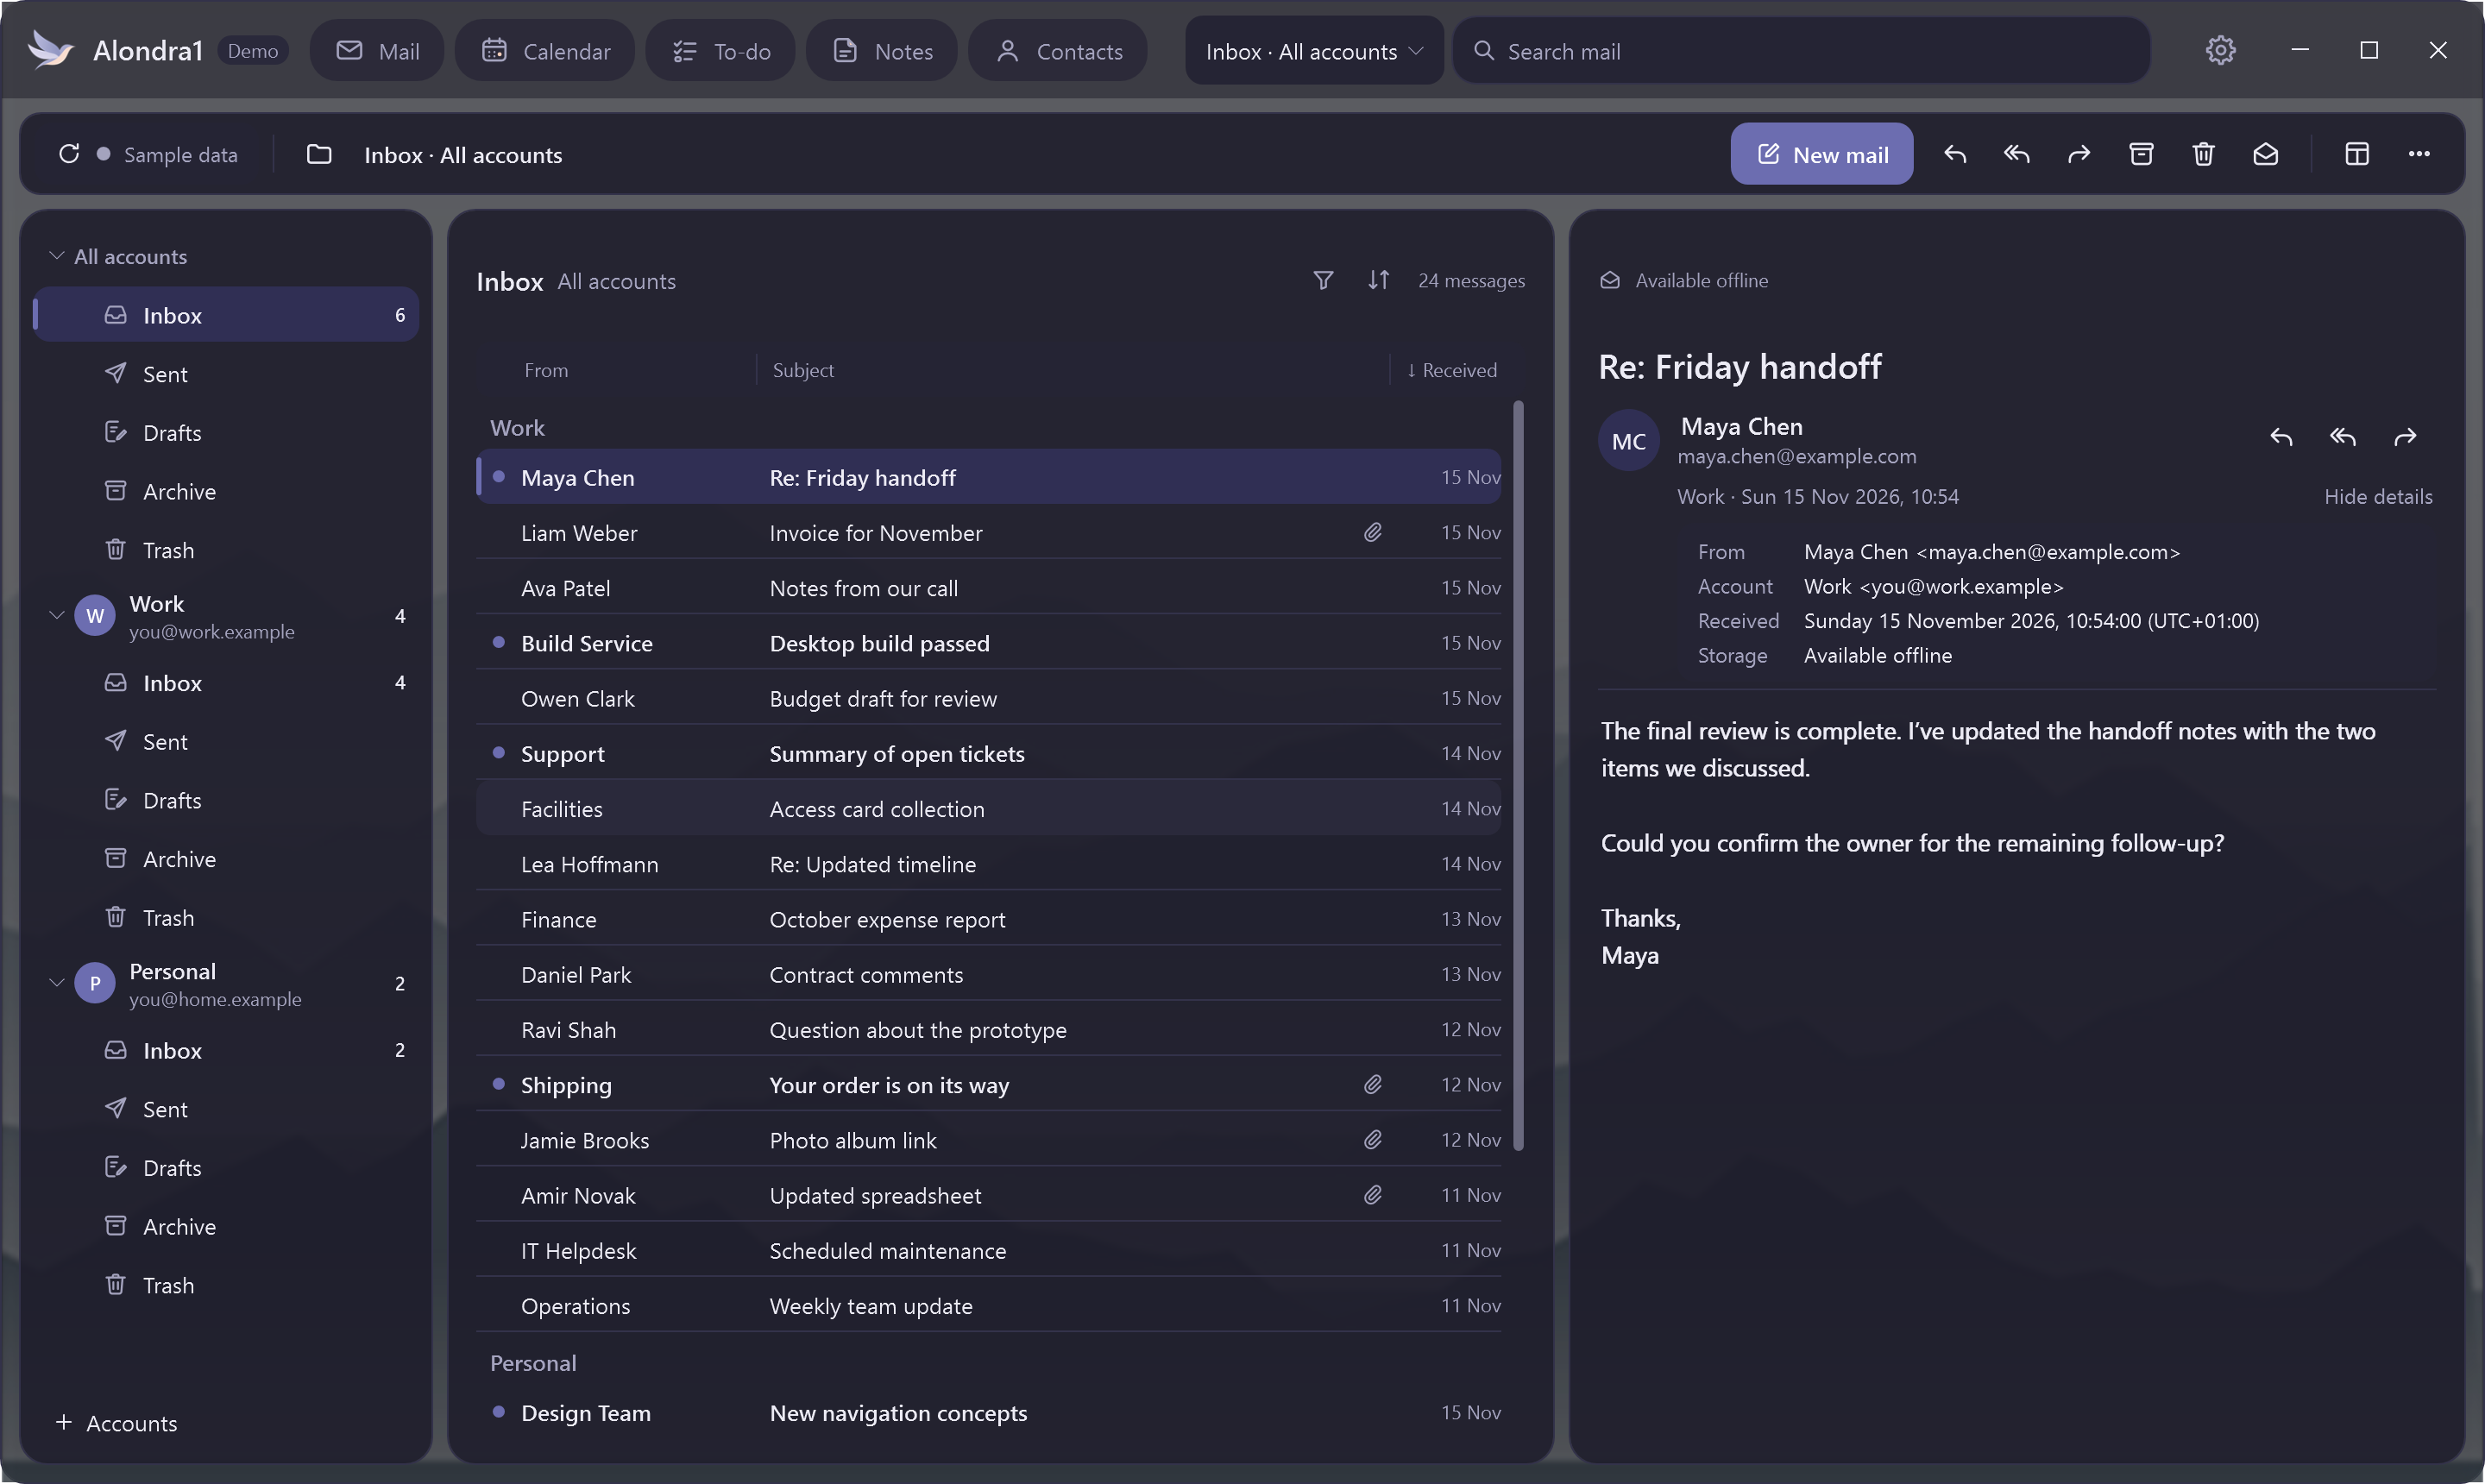 Alondra1 Demo Mail Calendar To-do Notes Contacts Inbox · All accounts Search mail
Sample data Inbox · All accounts New mail
All accounts
Inbox 6
Sent
Drafts
Archive
Trash
W Work 4
you@work.example
Inbox 4
Sent
Drafts
Archive
Trash
P Personal 2
you@home.example
Inbox 2
Sent
Drafts
Archive
Trash
+ Accounts
Inbox All accounts 24 messages
From Subject ↓ Received
Work
Maya Chen Re: Friday handoff 15 Nov
Liam Weber Invoice for November 15 Nov
Ava Patel Notes from our call 15 Nov
Build Service Desktop build passed 15 Nov
Owen Clark Budget draft for review 15 Nov
Support Summary of open tickets 14 Nov
Facilities Access card collection 14 Nov
Lea Hoffmann Re: Updated timeline 14 Nov
Finance October expense report 13 Nov
Daniel Park Contract comments 13 Nov
Ravi Shah Question about the prototype 12 Nov
Shipping Your order is on its way 12 Nov
Jamie Brooks Photo album link 12 Nov
Amir Novak Updated spreadsheet 11 Nov
IT Helpdesk Scheduled maintenance 11 Nov
Operations Weekly team update 11 Nov
Personal
Design Team New navigation concepts 15 Nov
Available offline
Re: Friday handoff
MC Maya Chen
maya.chen@example.com
Work · Sun 15 Nov 2026, 10:54 Hide details
From Maya Chen <maya.chen@example.com>
Account Work <you@work.example>
Received Sunday 15 November 2026, 10:54:00 (UTC+01:00)
Storage Available offline
The final review is complete. I’ve updated the handoff notes with the two
items we discussed.
Could you confirm the owner for the remaining follow-up?
Thanks,
Maya